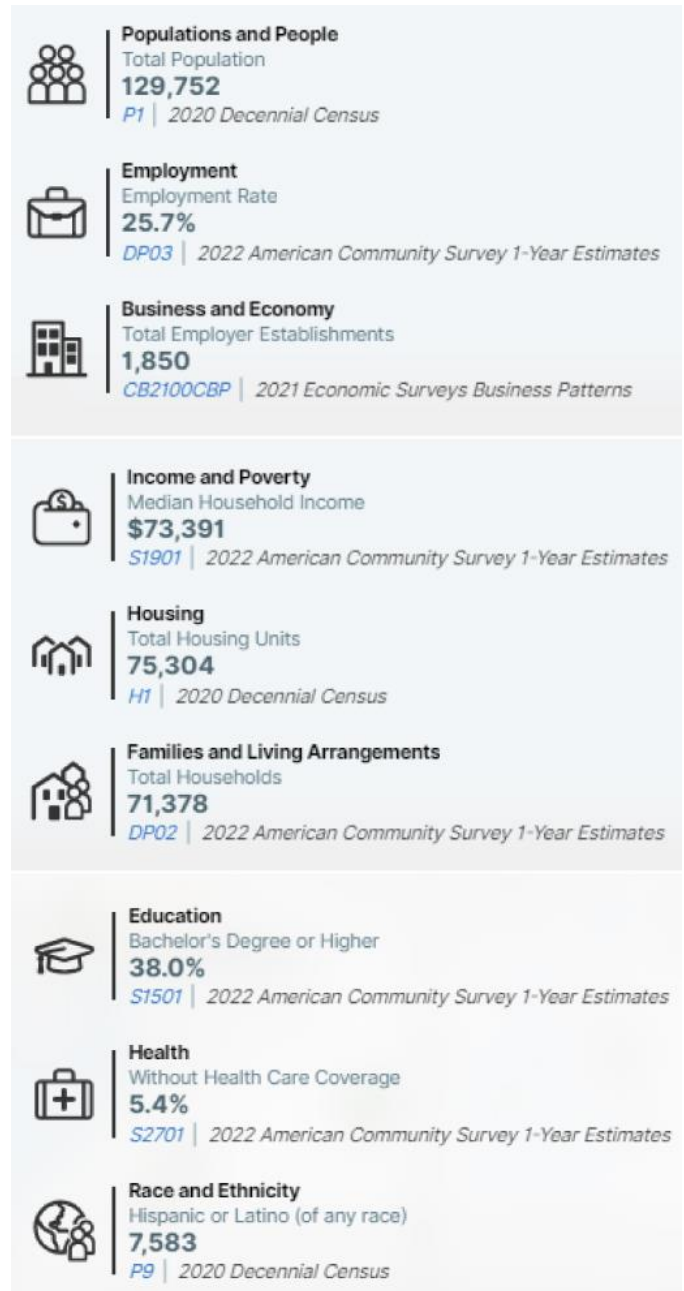 Populations and People
Total Population
129,752
P1 | 2020 Decennial Census
Employment
Employment Rate
25.7%
DP03 | 2022 American Community Survey 1-Year Estimates
Business and Economy
Total Employer Establishments
1,850
CB2100CBP | 2021 Economic Surveys Business Patterns
Income and Poverty
Median Household Income
$73,391
S1901 | 2022 American Community Survey 1-Year Estimates
Housing
Total Housing Units
75,304
H1 | 2020 Decennial Census
Families and Living Arrangements
Total Households
71,378
DP02 | 2022 American Community Survey 1-Year Estimates
Education
Bachelor's Degree or Higher
38.0%
S1501 | 2022 American Community Survey 1-Year Estimates
Health
Without Health Care Coverage
5.4%
S2701 | 2022 American Community Survey 1-Year Estimates
Race and Ethnicity
Hispanic or Latino (of any race)
7,583
P9 | 2020 Decennial Census